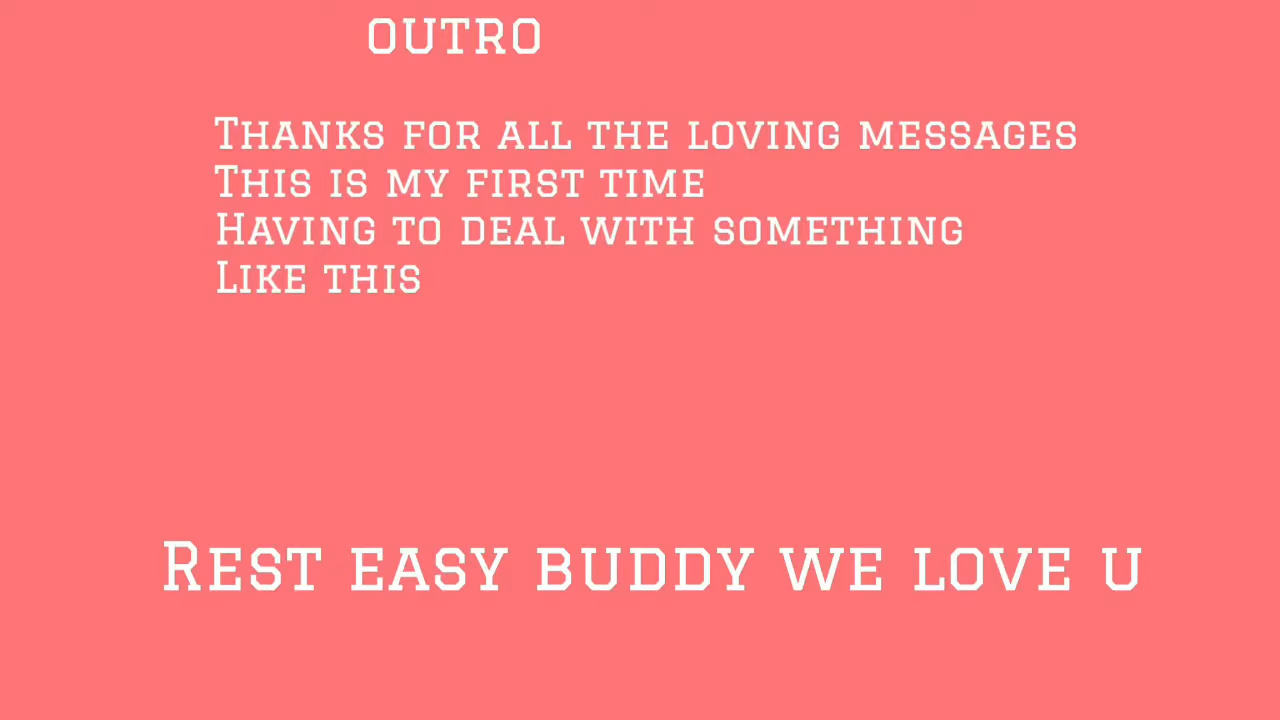 OUTRO
THANKS FOR ALL THE LOVING MESSAGES
THIS IS MY FIRST TIME
HAVING TO DEAL WITH SOMETHING
LIKE THIS
REST EASY BUDDY WE LOVE U